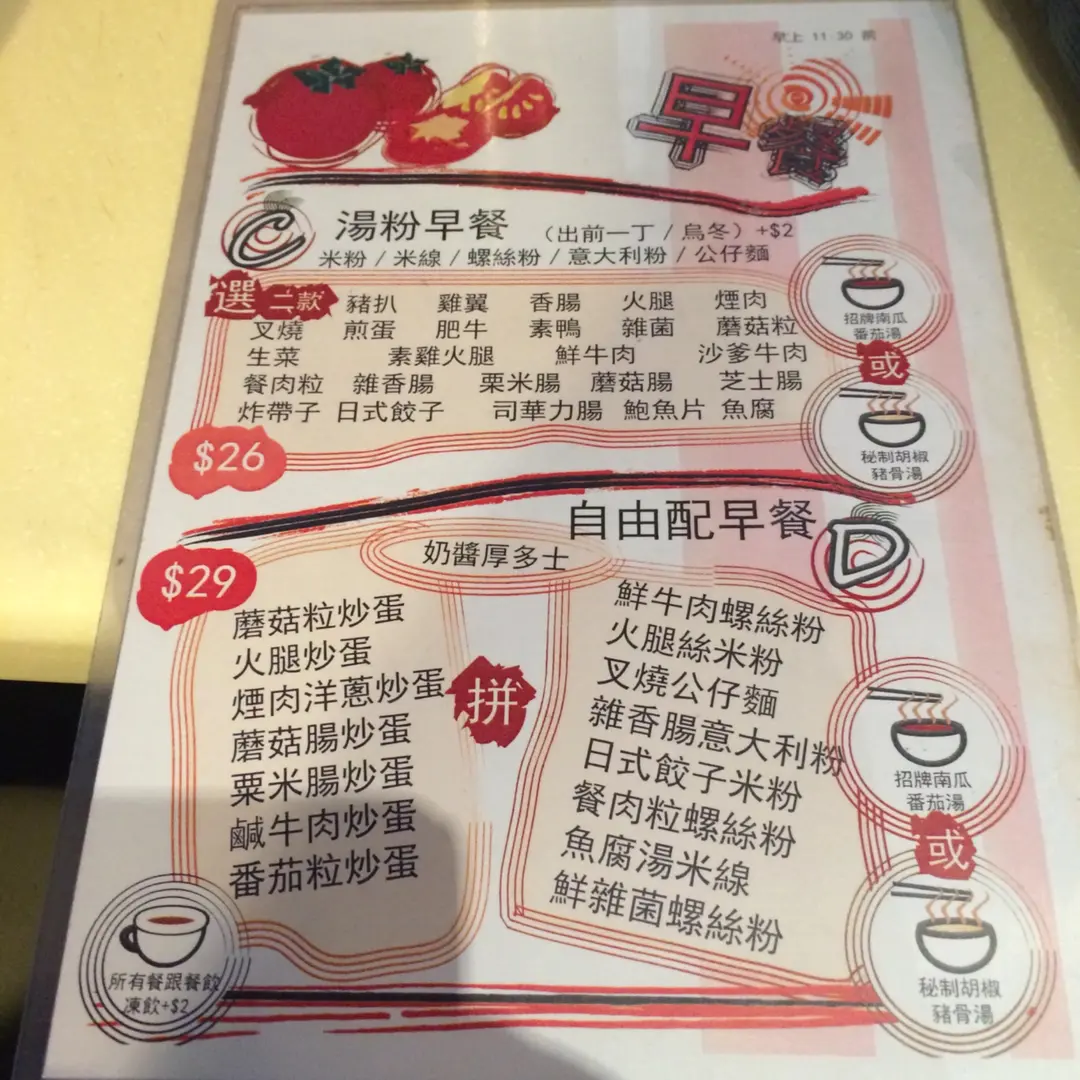 早上 11:30 前
早餐
C 湯粉早餐 （出前一丁 / 烏冬）+$2
米粉 / 米線 / 螺絲粉 / 意大利粉 / 公仔麵
選二款 豬扒 雞翼 香腸 火腿 煙肉
叉燒 煎蛋 肥牛 素鴨 雜菌 蘑菇粒
生菜 素雞火腿 鮮牛肉 沙爹牛肉
餐肉粒 雜香腸 栗米腸 蘑菇腸 芝士腸
炸帶子 日式餃子 司華力腸 鮑魚片 魚腐
招牌南瓜
番茄湯
或
秘制胡椒
豬骨湯
$26
自由配早餐 D
奶醬厚多士
$29
蘑菇粒炒蛋
火腿炒蛋
煙肉洋蔥炒蛋
蘑菇腸炒蛋
粟米腸炒蛋
鹹牛肉炒蛋
番茄粒炒蛋
拼
鮮牛肉螺絲粉
火腿絲米粉
叉燒公仔麵
雜香腸意大利粉
日式餃子米粉
餐肉粒螺絲粉
魚腐湯米線
鮮雜菌螺絲粉
招牌南瓜
番茄湯
或
秘制胡椒
豬骨湯
所有餐跟餐飲
凍飲+$2